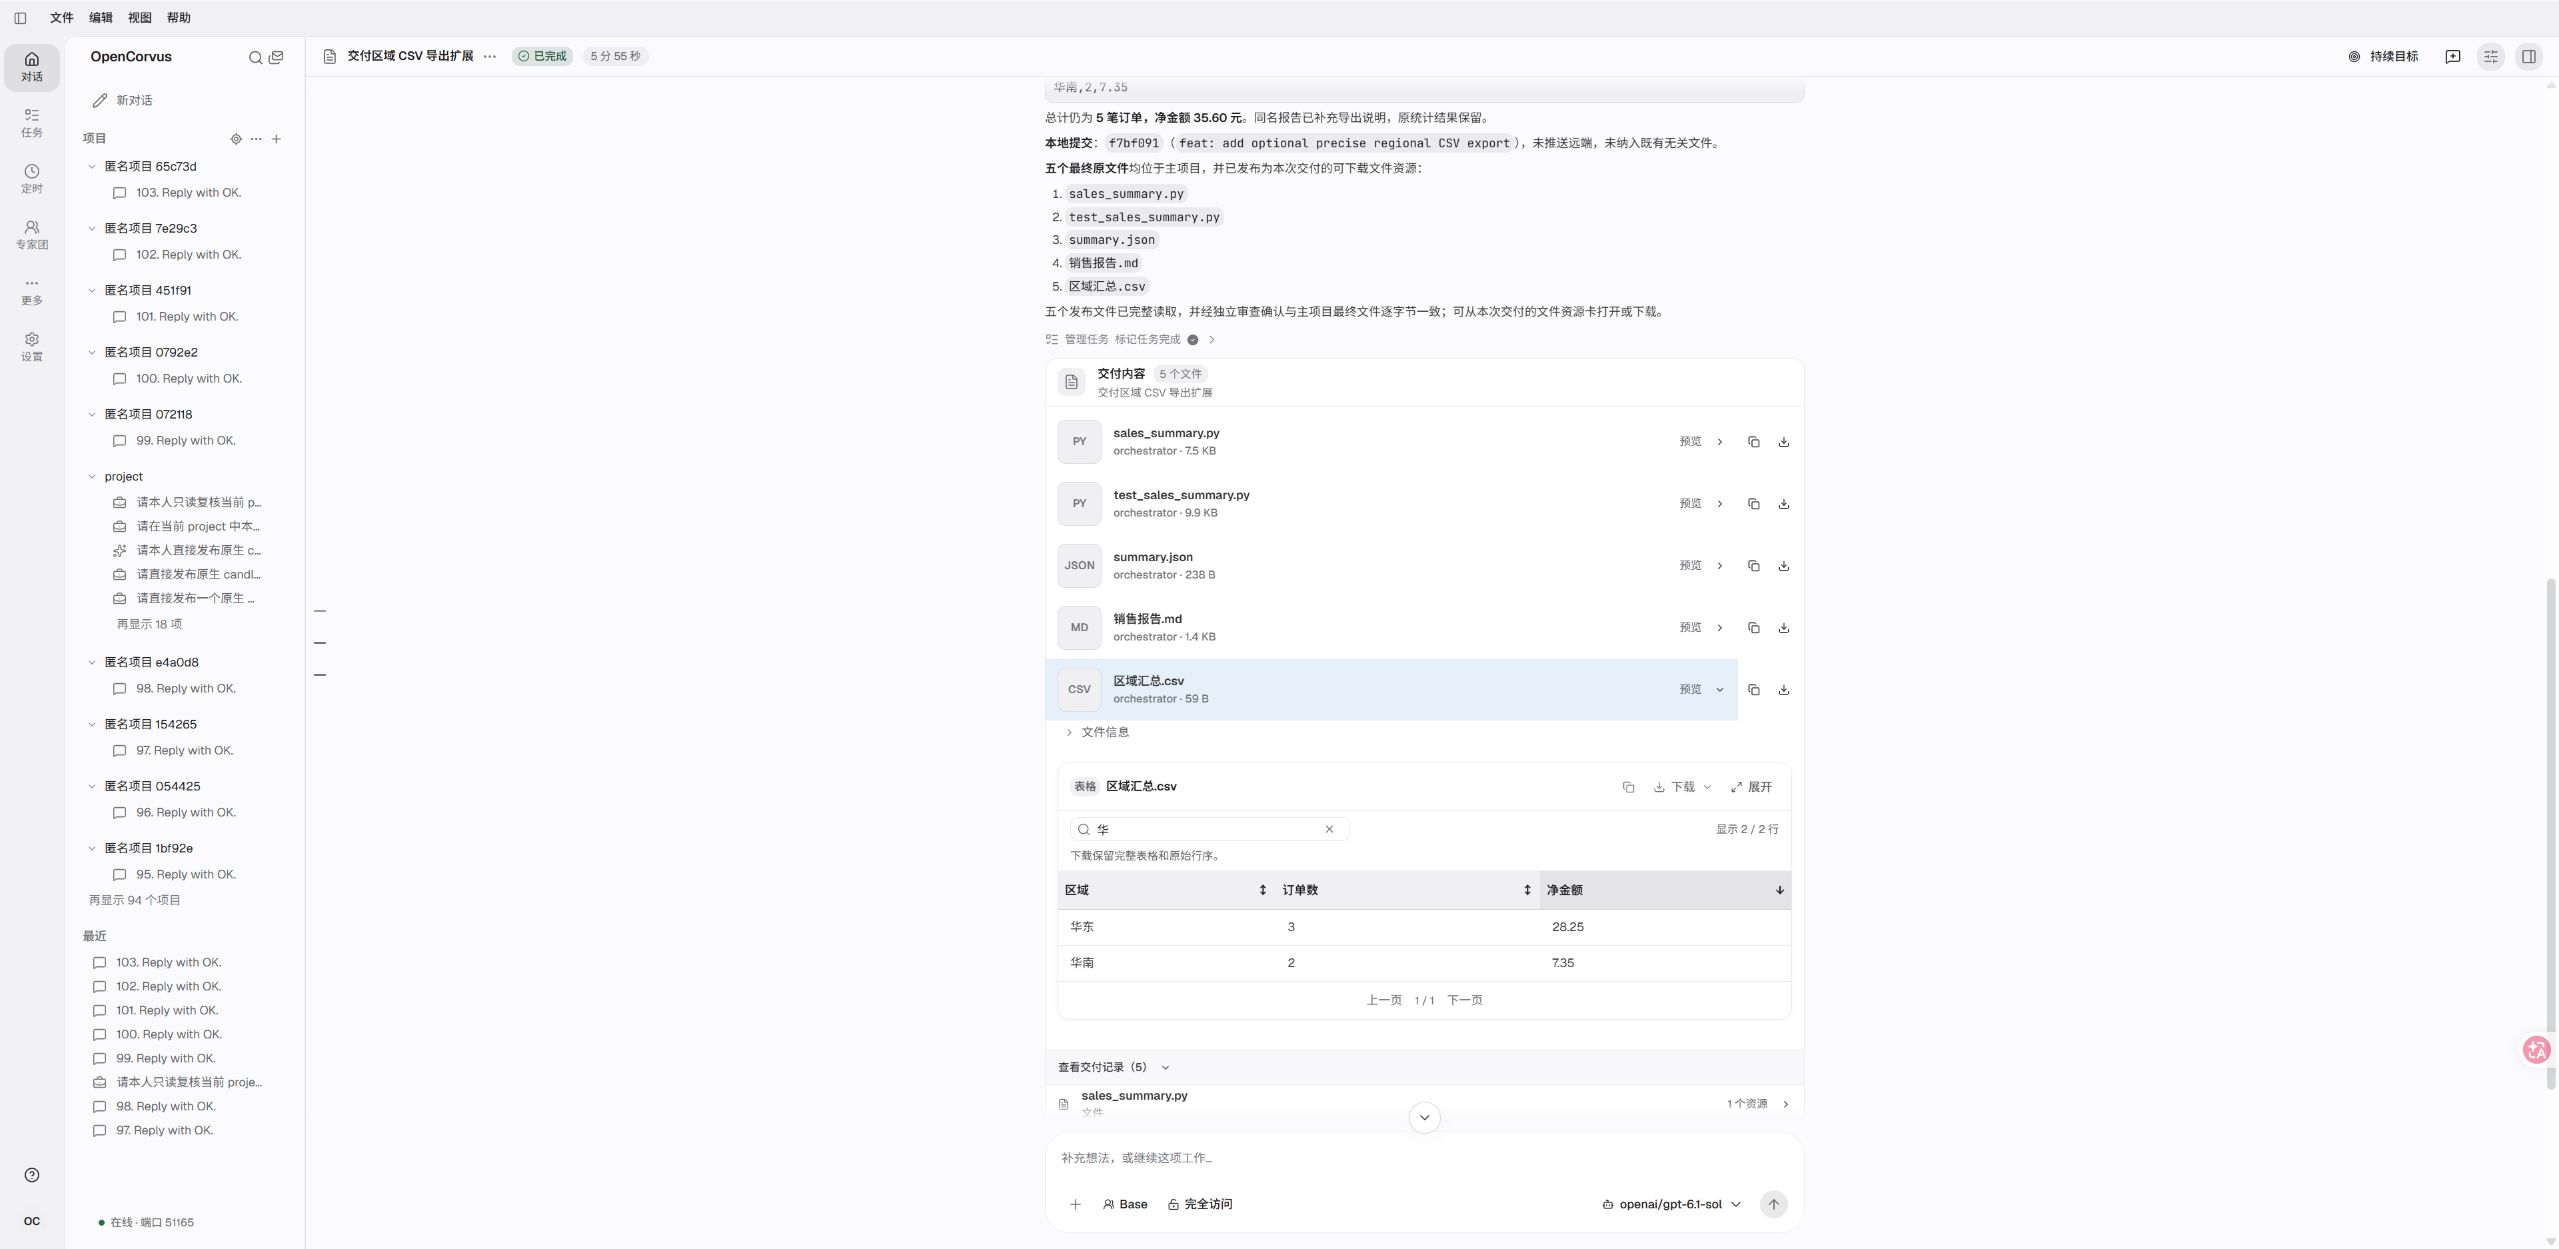 文件 编辑 视图 帮助
对话
任务
定时
专家团
更多
设置
OC
OpenCorvus
新对话
项目
匿名项目 65c73d
103. Reply with OK.
匿名项目 7e29c3
102. Reply with OK.
匿名项目 451f91
101. Reply with OK.
匿名项目 0792e2
100. Reply with OK.
匿名项目 072118
99. Reply with OK.
project
请本人只读复核当前 p...
请在当前 project 中本...
请本人直接发布原生 c...
请直接发布原生 candl...
请直接发布一个原生 ...
再显示 18 项
匿名项目 e4a0d8
98. Reply with OK.
匿名项目 154265
97. Reply with OK.
匿名项目 054425
96. Reply with OK.
匿名项目 1bf92e
95. Reply with OK.
再显示 94 个项目
最近
103. Reply with OK.
102. Reply with OK.
101. Reply with OK.
100. Reply with OK.
99. Reply with OK.
请本人只读复核当前 proje...
98. Reply with OK.
97. Reply with OK.
在线 · 端口 51165
交付区域 CSV 导出扩展 ... 已完成 5 分 55 秒
持续目标
华南,2,7.35
总计仍为 5 笔订单，净金额 35.60 元。同名报告已补充导出说明，原统计结果保留。
本地提交： f7bf091 （ feat: add optional precise regional CSV export ），未推送远端，未纳入既有无关文件。
五个最终原文件均位于主项目，并已发布为本次交付的可下载文件资源：
1. sales_summary.py
2. test_sales_summary.py
3. summary.json
4. 销售报告.md
5. 区域汇总.csv
五个发布文件已完整读取，并经独立审查确认与主项目最终文件逐字节一致；可从本次交付的文件资源卡打开或下载。
管理任务 标记任务完成
交付内容 5 个文件
交付区域 CSV 导出扩展
PY sales_summary.py 预览
orchestrator · 7.5 KB
PY test_sales_summary.py 预览
orchestrator · 9.9 KB
JSON summary.json 预览
orchestrator · 238 B
MD 销售报告.md 预览
orchestrator · 1.4 KB
CSV 区域汇总.csv 预览
orchestrator · 59 B
文件信息
表格 区域汇总.csv 下载 展开
华 显示 2 / 2 行
下载保留完整表格和原始行序。
区域 订单数 净金额
华东 3 28.25
华南 2 7.35
上一页 1 / 1 下一页
查看交付记录（5）
sales_summary.py 1 个资源
文件
补充想法，或继续这项工作...
Base 完全访问 openai/gpt-6.1-sol